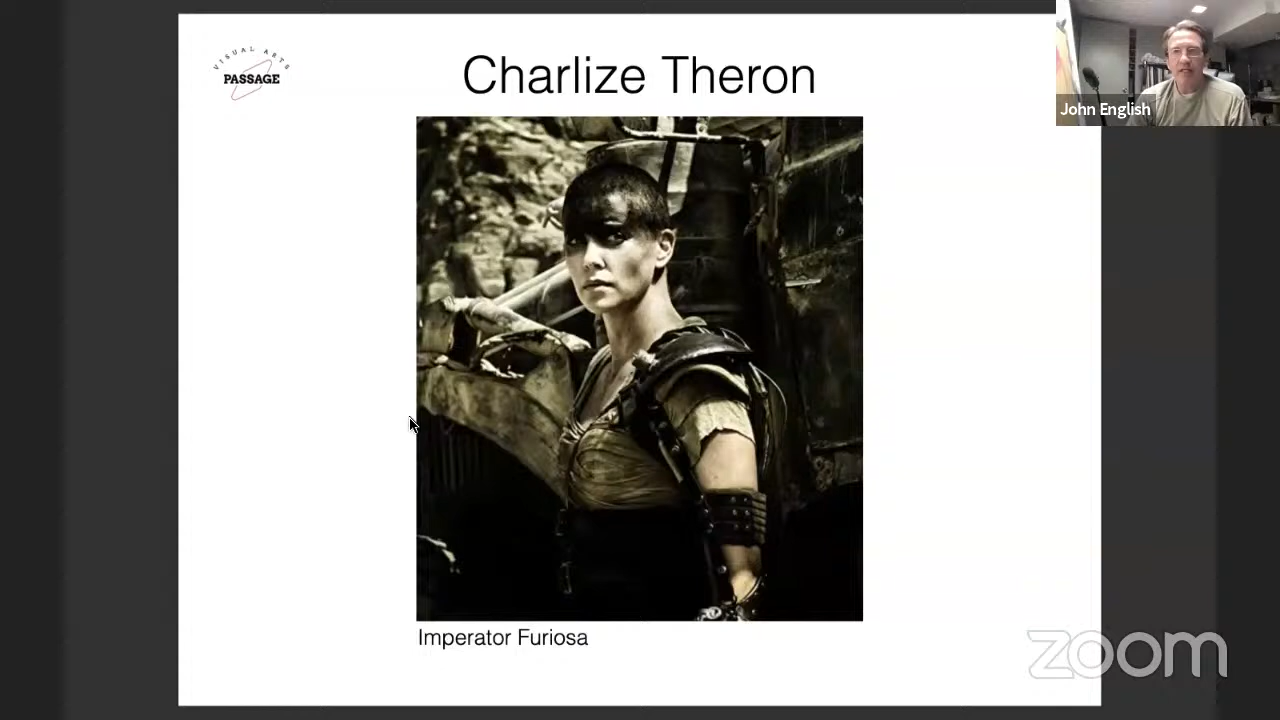 VISUAL ARTS
PASSAGE
Charlize Theron
John English
Imperator Furiosa
zoom